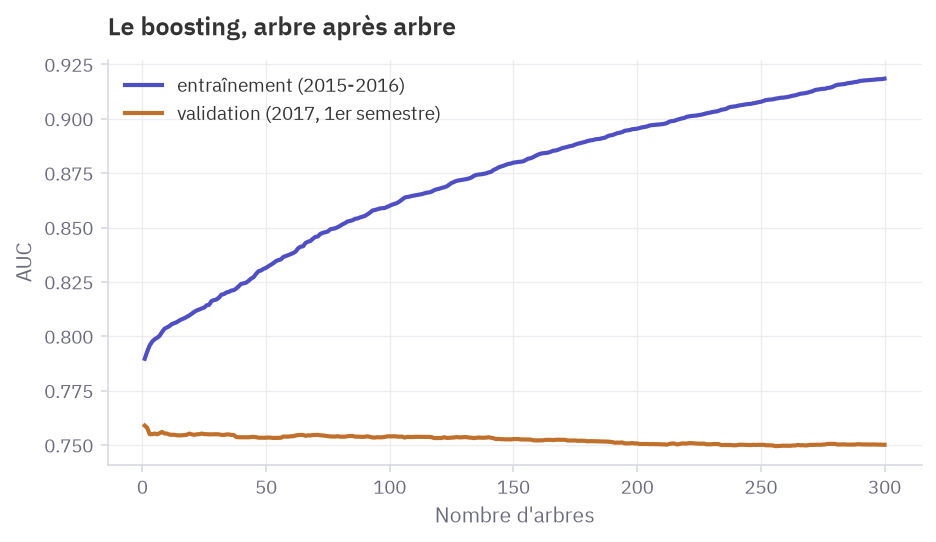 Le boosting, arbre après arbre
entraînement (2015-2016)
validation (2017, 1er semestre)
AUC
0.925
0.900
0.875
0.850
0.825
0.800
0.775
0.750
0 50 100 150 200 250 300
Nombre d'arbres